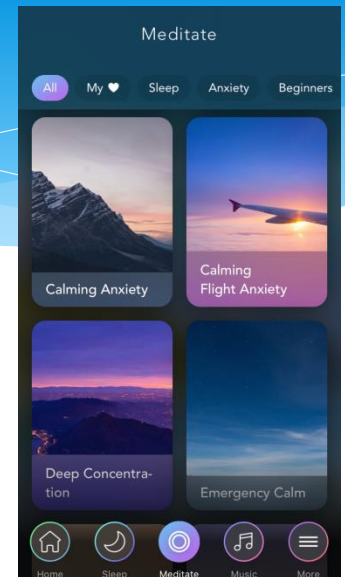 Meditate
All My ♥ Sleep Anxiety Beginners
Calming Anxiety
Calming
Flight Anxiety
Deep Concentra-
tion
Emergency Calm
Home Sleep Meditate Music More